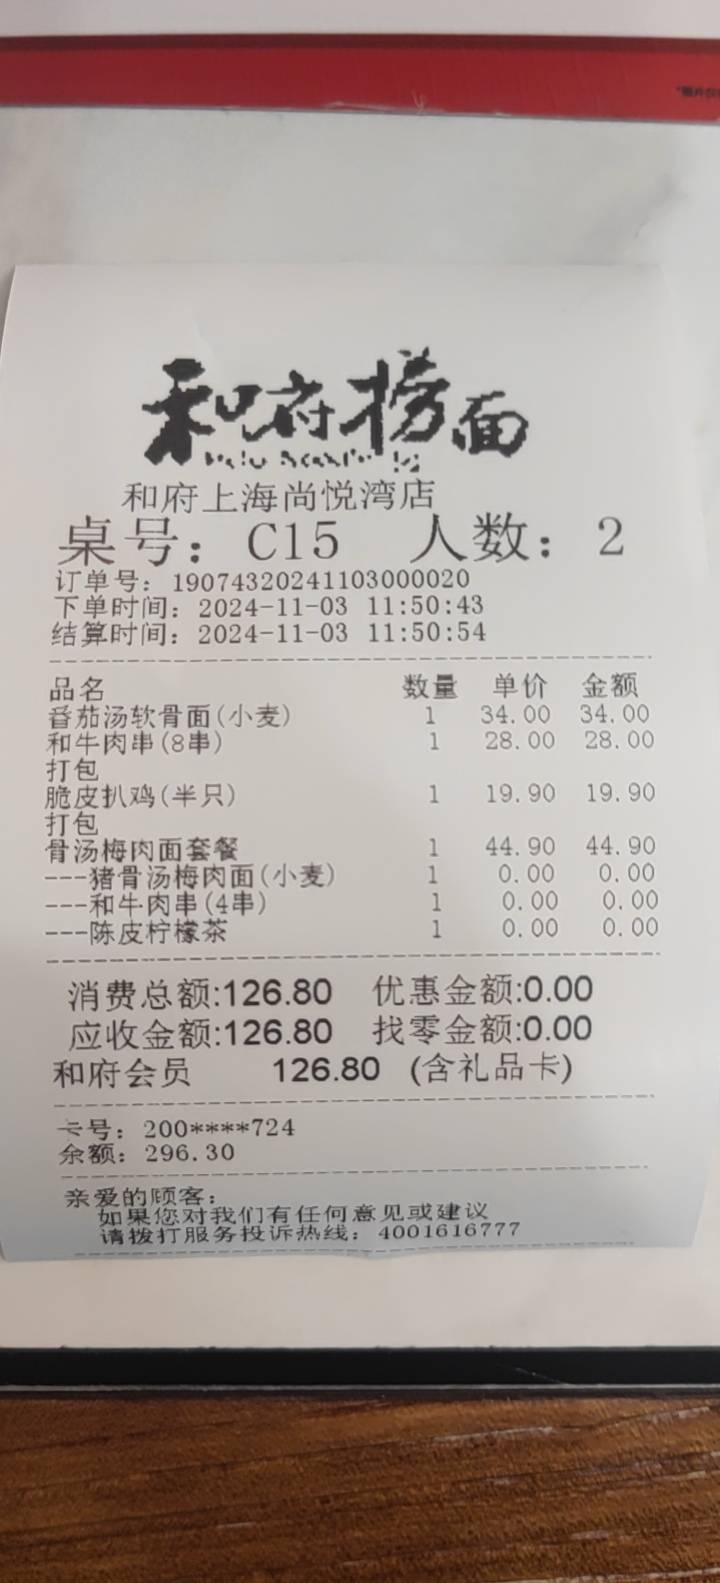 和府捞面
和府上海尚悦湾店
桌号： C15 人数： 2
订单号： 19074320241103000020
下单时间： 2024-11-03 11:50:43
结算时间： 2024-11-03 11:50:54
品名 数量 单价 金额
番茄汤软骨面(小麦) 1 34.00 34.00
和牛肉串(8串) 1 28.00 28.00
打包
脆皮扒鸡(半只) 1 19.90 19.90
打包
骨汤梅肉面套餐 1 44.90 44.90
---猪骨汤梅肉面(小麦) 1 0.00 0.00
---和牛肉串(4串) 1 0.00 0.00
---陈皮柠檬茶 1 0.00 0.00
消费总额:126.80 优惠金额:0.00
应收金额:126.80 找零金额:0.00
和府会员 126.80 (含礼品卡)
卡号： 200****724
余额： 296.30
亲爱的顾客：
如果您对我们有任何意见或建议
请拨打服务投诉热线： 4001616777